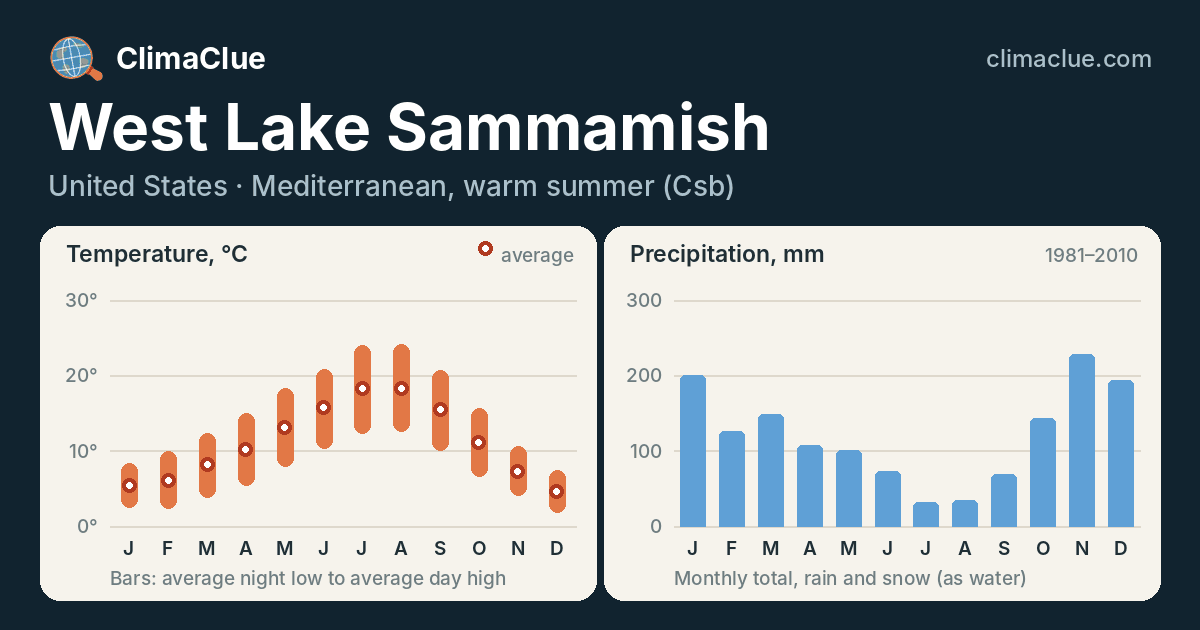 ClimaClue
climaclue.com
West Lake Sammamish
United States · Mediterranean, warm summer (Csb)
Temperature, °C
average
30°
20°
10°
0°
J F M A M J J A S O N D
Bars: average night low to average day high
Precipitation, mm
1981–2010
300
200
100
0
J F M A M J J A S O N D
Monthly total, rain and snow (as water)